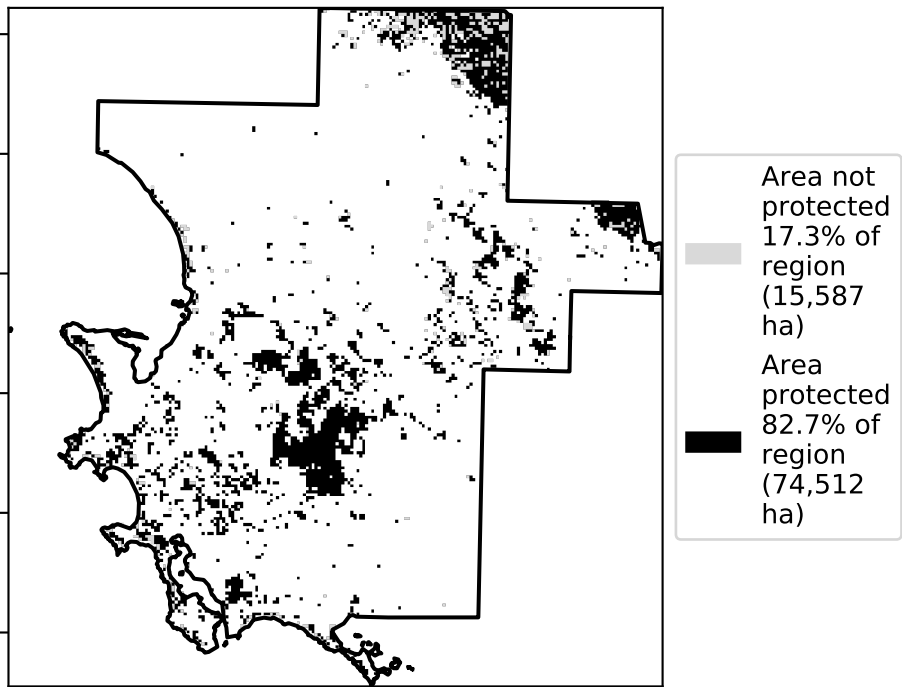 Area not
protected
17.3% of
region
(15,587
ha)
Area
protected
82.7% of
region
(74,512
ha)